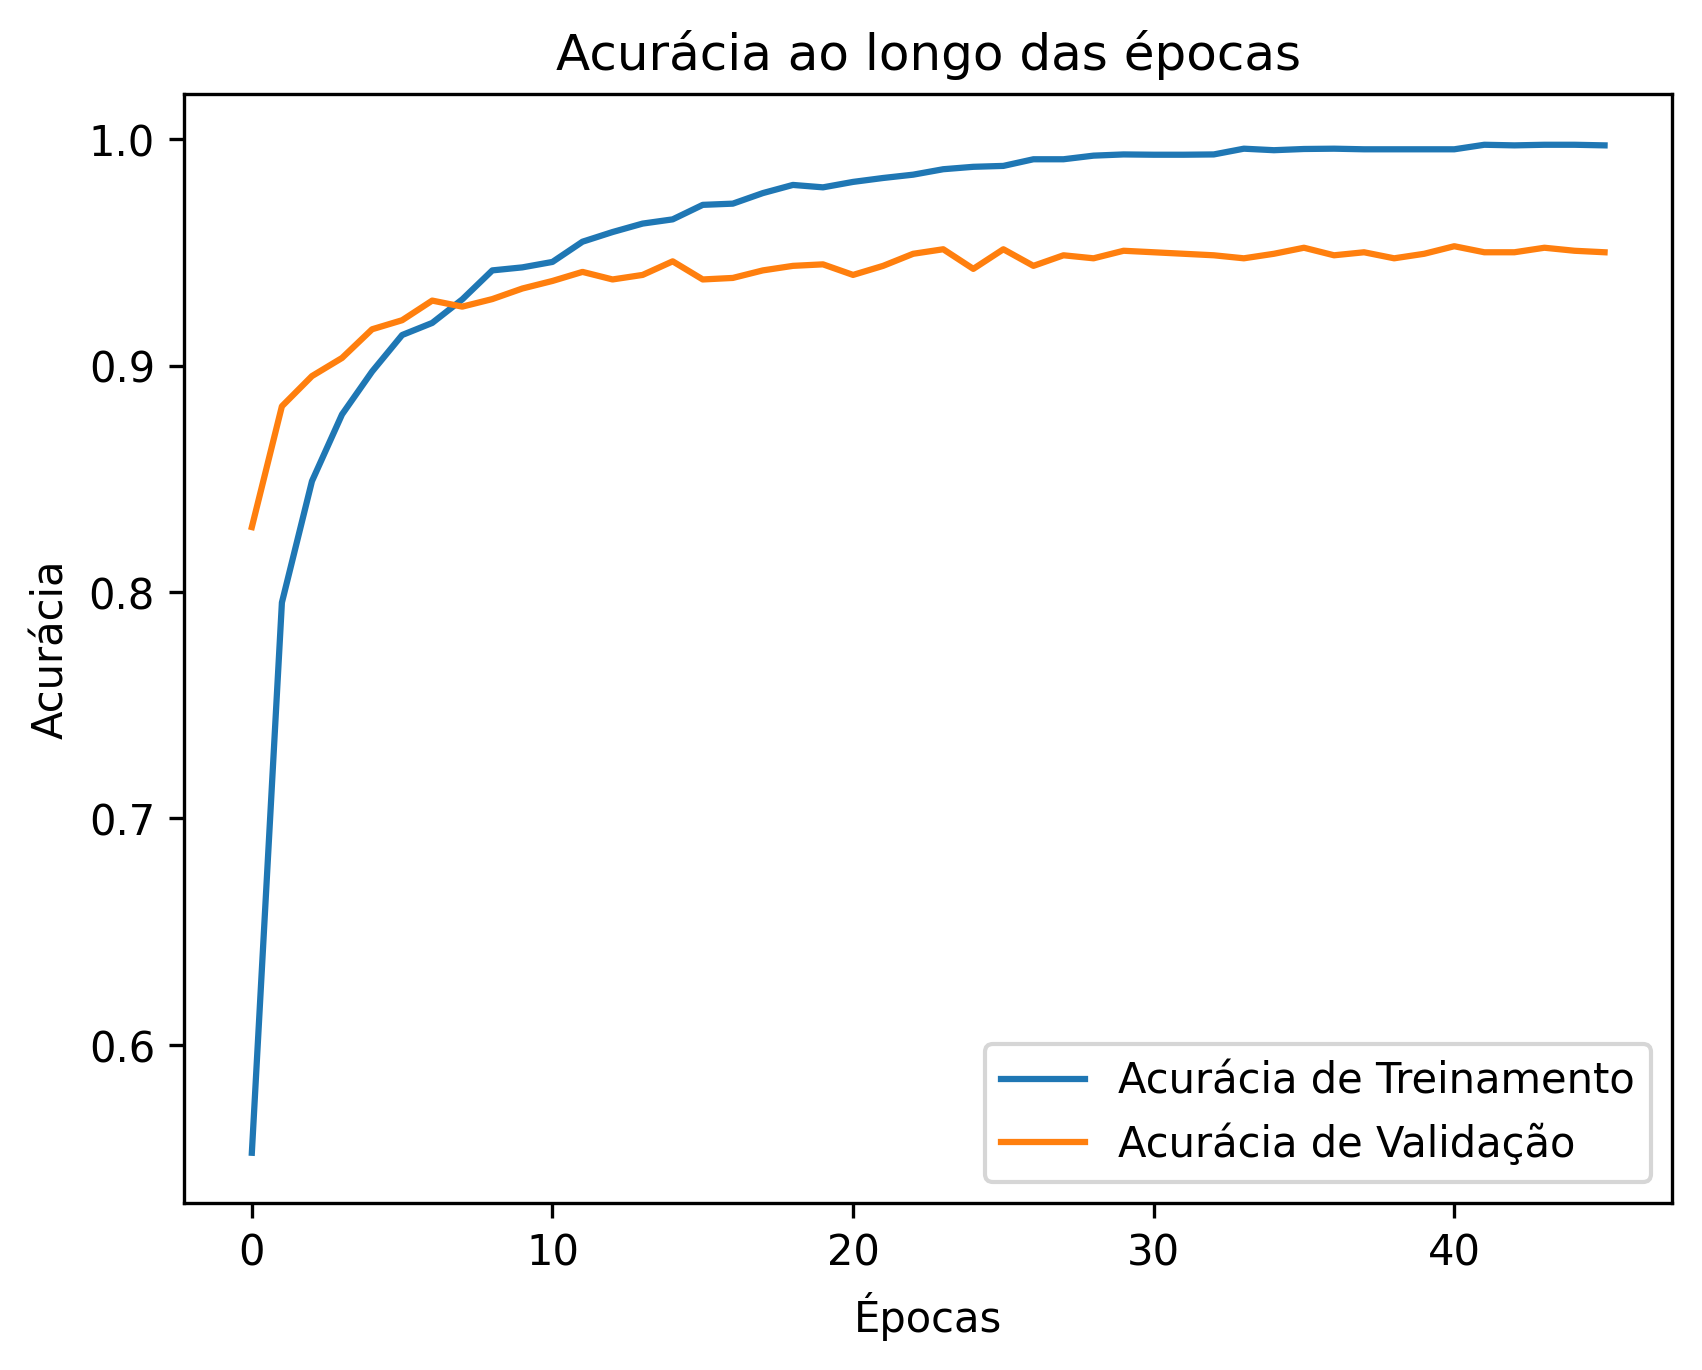 Acurácia ao longo das épocas
1.0
0.9
0.8
0.7
0.6
Acurácia
0 10 20 30 40
Épocas
Acurácia de Treinamento
Acurácia de Validação